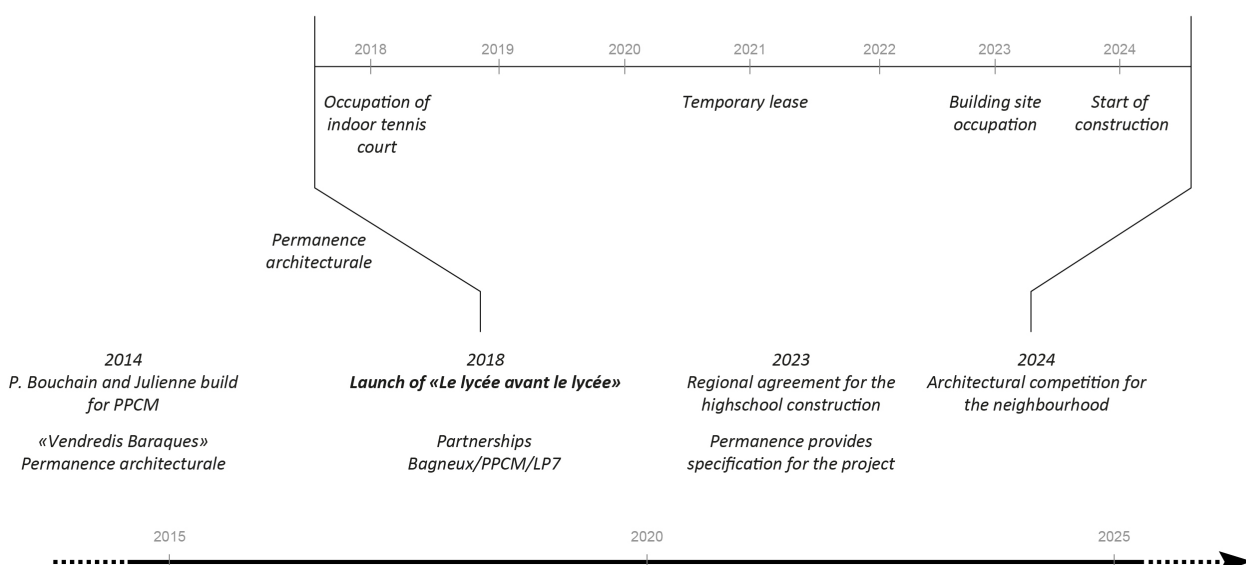 2018 2019 2020 2021 2022 2023 2024
Occupation of
indoor tennis
court
Temporary lease
Building site
occupation
Start of
construction
Permanence
architecturale
2014
P. Bouchain and Julienne build
for PPCM
«Vendredis Baraques»
Permanence architecturale
2018
Launch of «Le lycée avant le lycée»
Partnerships
Bagneux/PPCM/LP7
2023
Regional agreement for the
highschool construction
Permanence provides
specification for the project
2024
Architectural competition for
the neighbourhood
2015 2020 2025